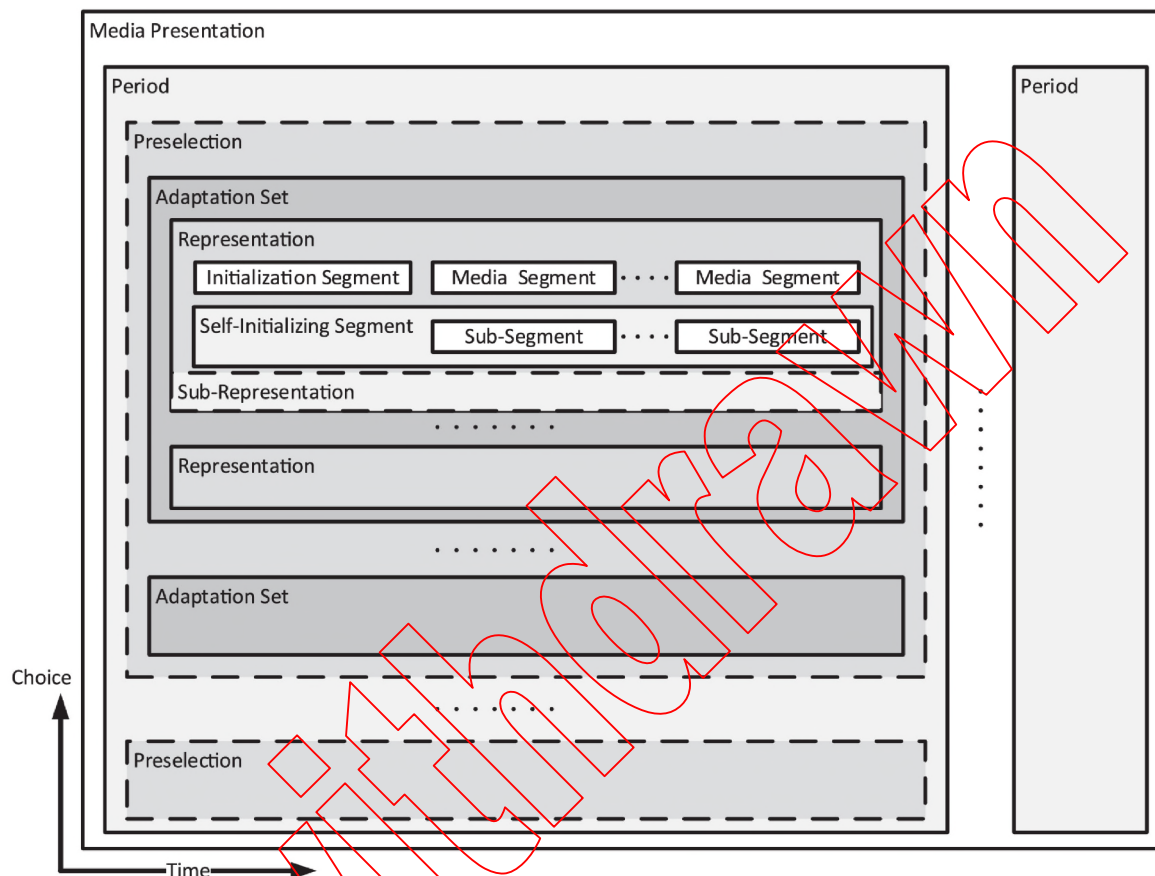 Media Presentation
Period
Period
Preselection
Adaptation Set
Representation
Initialization Segment
Media Segment
.....
Media Segment
Self-Initializing Segment
Sub-Segment
.....
Sub-Segment
Sub-Representation
.......
Representation
.......
Adaptation Set
Choice
.......
Preselection
Time
ithdrawn